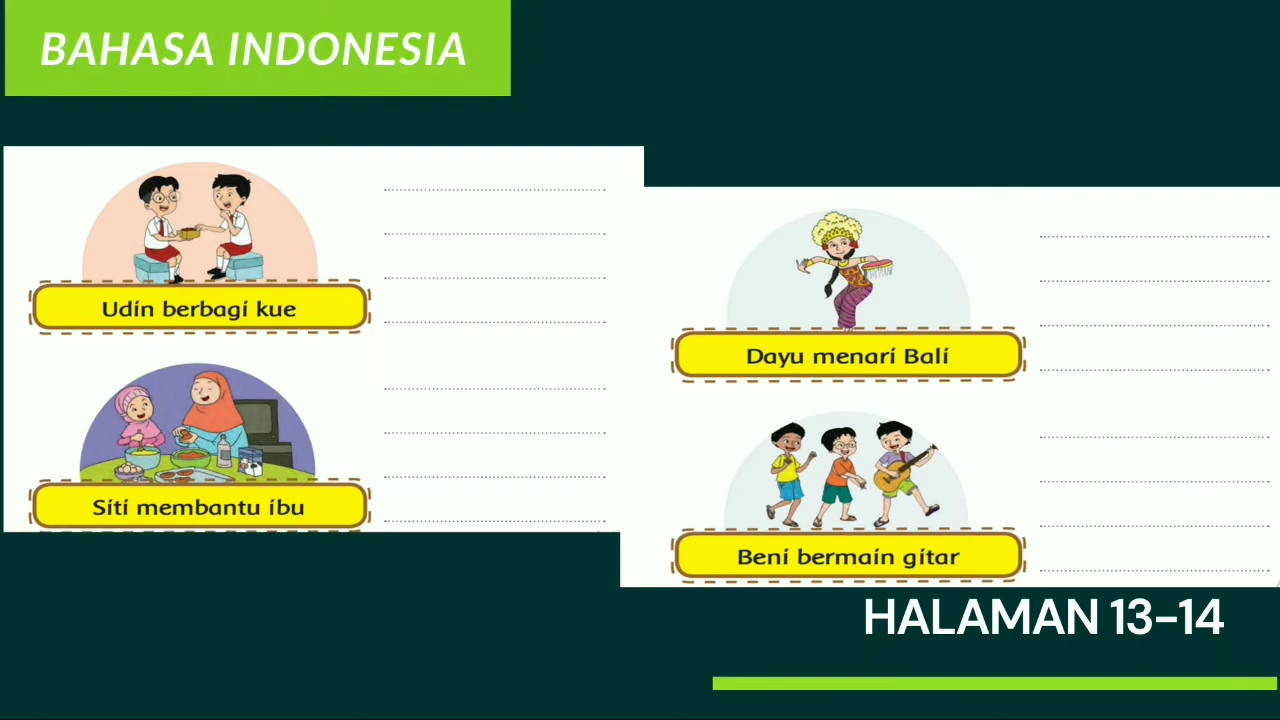 BAHASA INDONESIA
Udin berbagi kue
Siti membantu ibu
Dayu menari Bali
Beni bermain gitar
HALAMAN 13-14